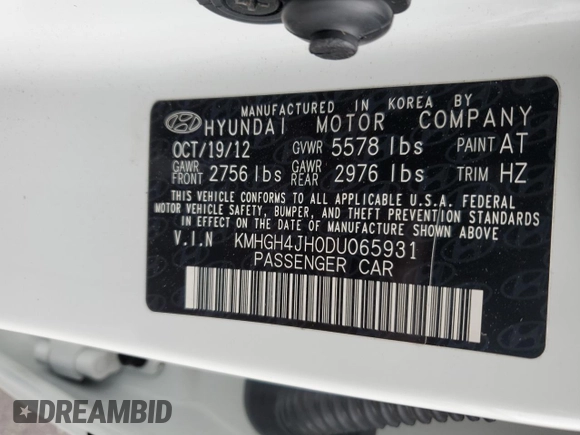 MANUFACTURED IN KOREA BY
HYUNDAI MOTOR COMPANY
OCT/19/12 GVWR 5578 lbs PAINT AT
GAWR FRONT 2756 lbs GAWR REAR 2976 lbs TRIM HZ
THIS VEHICLE CONFORMS TO ALL APPLICABLE U.S.A. FEDERAL
MOTOR VEHICLE SAFETY, BUMPER, AND THEFT PREVENTION
STANDARDS IN EFFECT ON THE DATE OF MANUFACTURE SHOWN ABOVE.
V.I.N KMHGH4JH0DU065931
PASSENGER CAR
DREAMBID